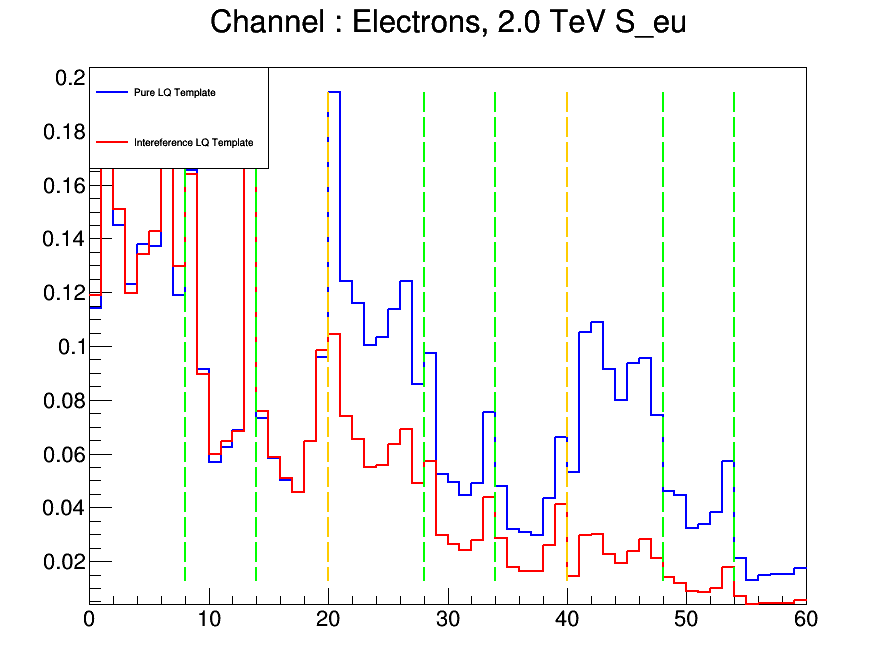 Channel : Electrons, 2.0 TeV S_eu
Pure LQ Template
Intereference LQ Template
0.2
0.18
0.16
0.14
0.12
0.1
0.08
0.06
0.04
0.02
0 10 20 30 40 50 60